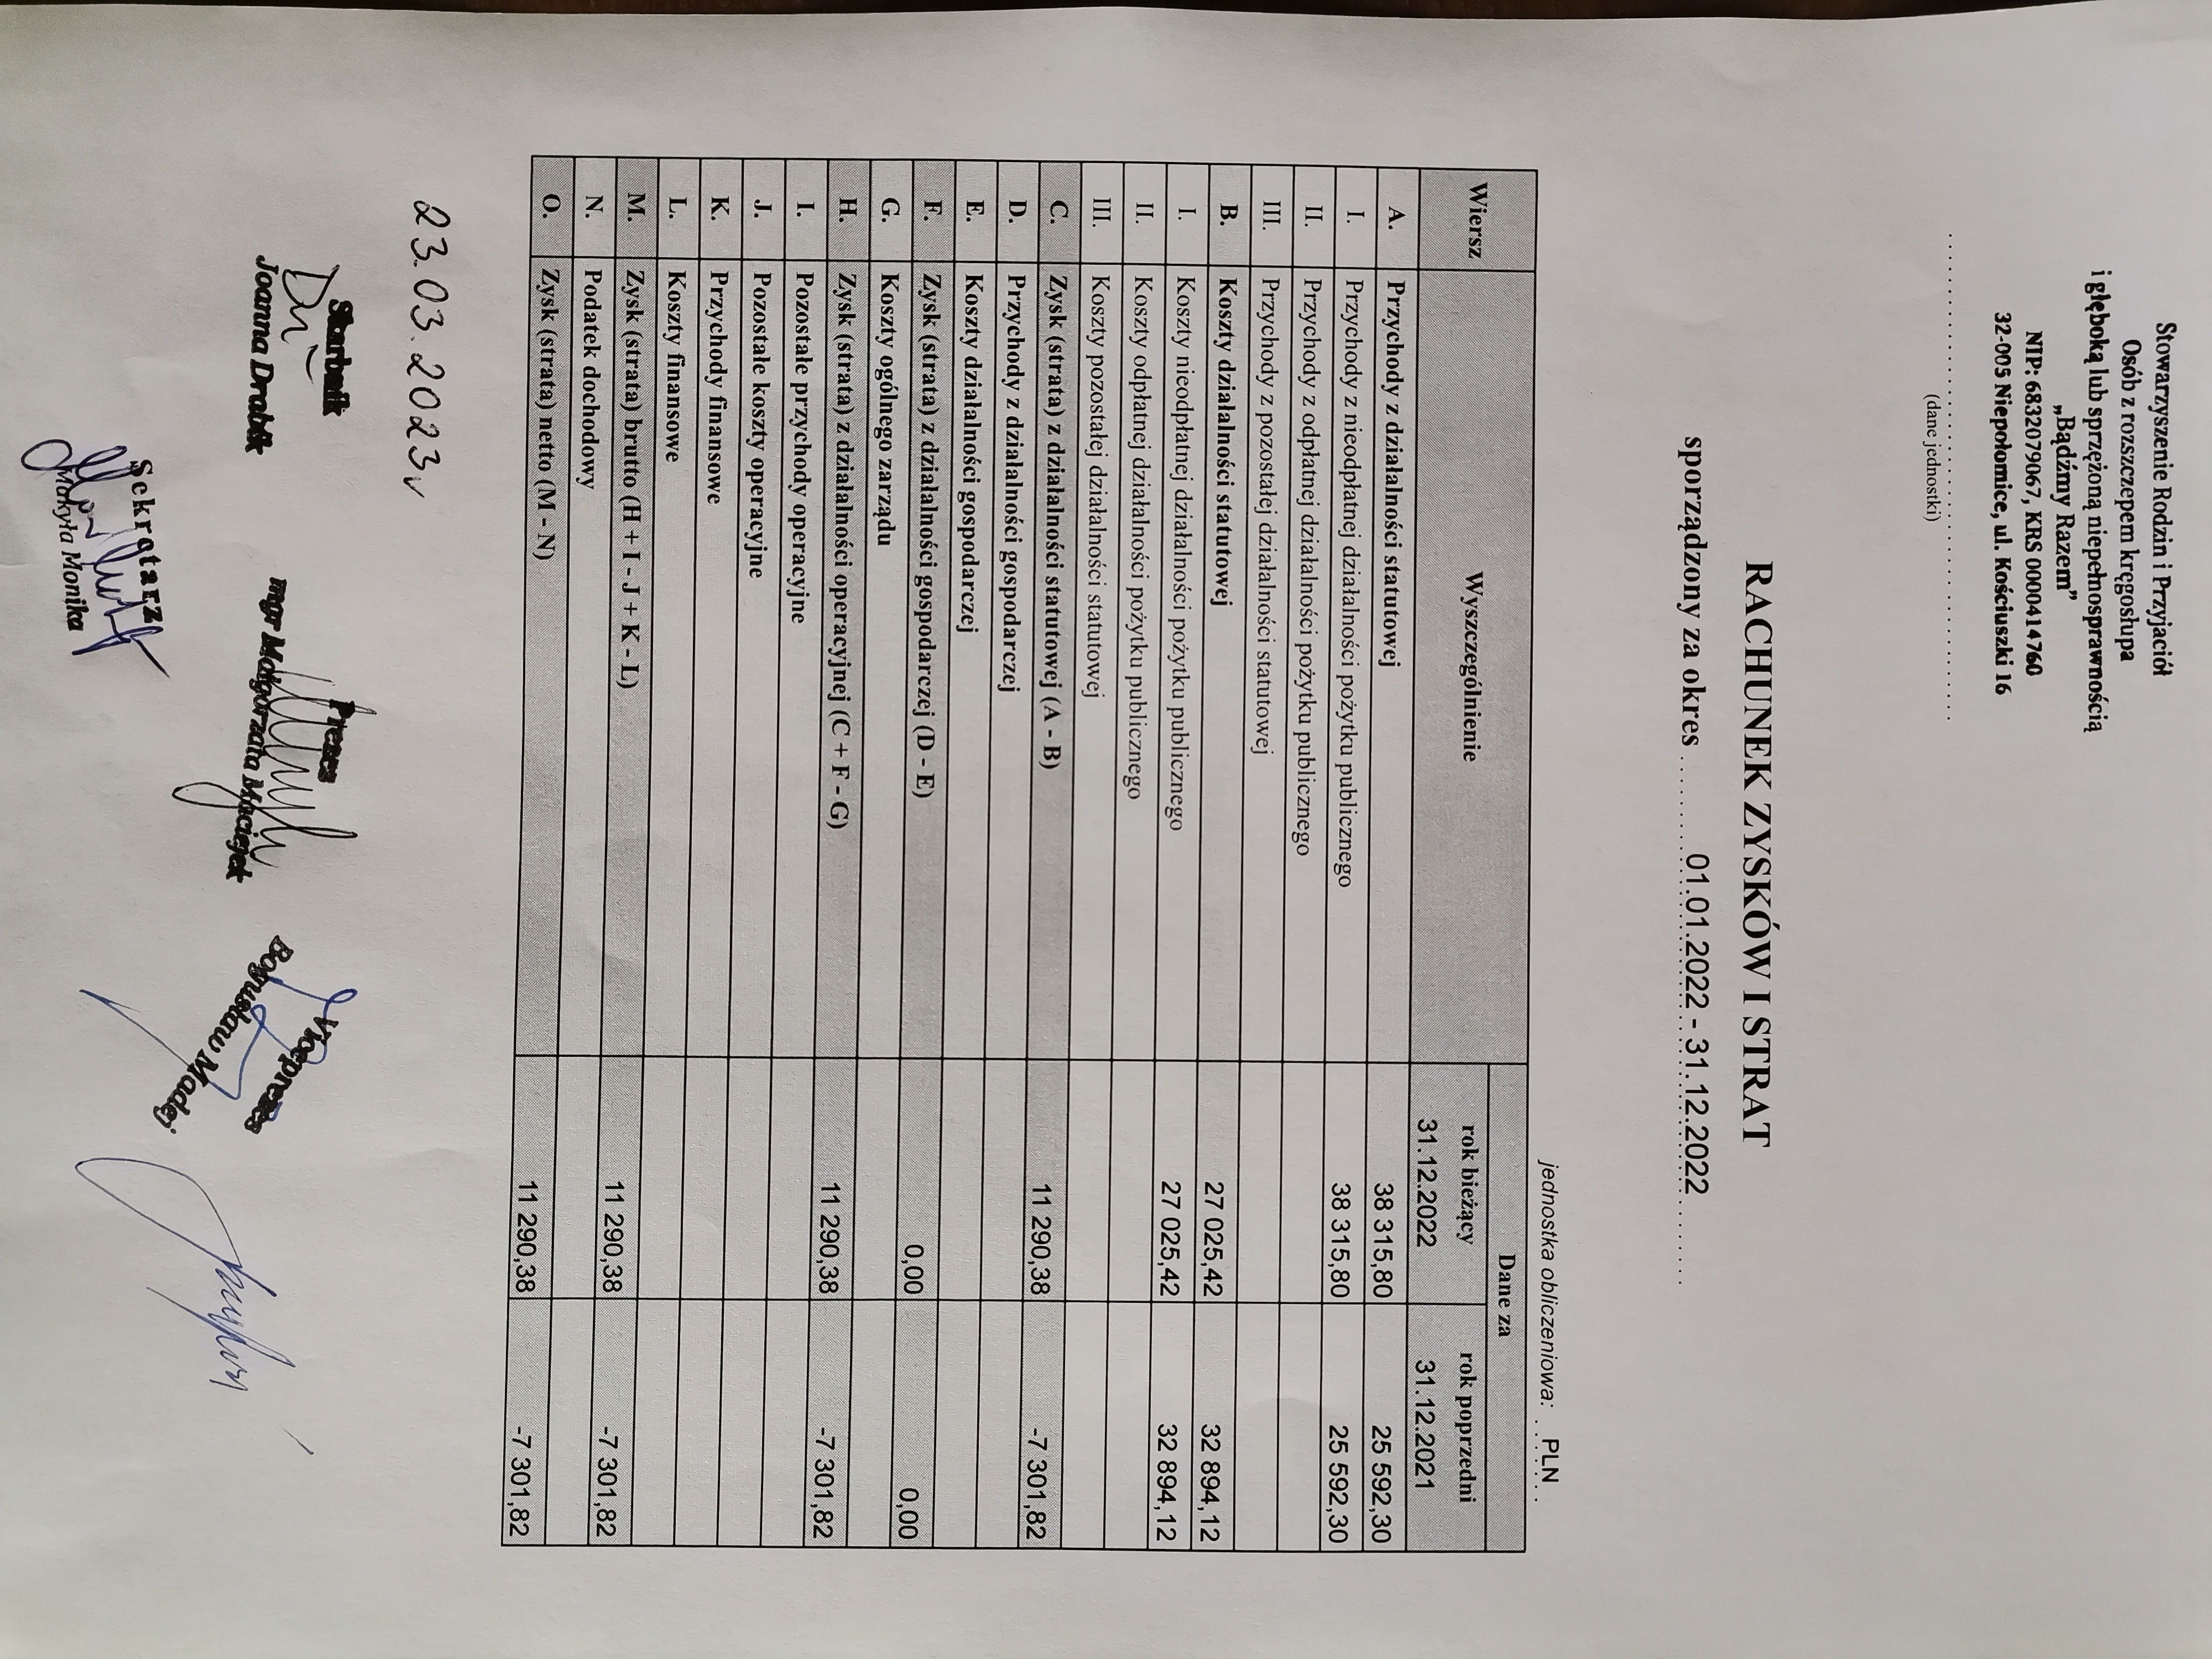 Stowarzyszenie Rodzin i Przyjaciół
Osób z rozszczepem kręgosłupa
i głęboką lub sprzężoną niepełnosprawnością
„Bądźmy Razem”
NIP: 6832079067, KRS 0000414760
32-005 Niepołomice, ul. Kościuszki 16
(dane jednostki)
RACHUNEK ZYSKÓW I STRAT
sporządzony za okres 01.01.2022 - 31.12.2022
jednostka obliczeniowa: PLN
Wiersz Wyszczególnienie Dane za
rok bieżący rok poprzedni
31.12.2022 31.12.2021
A. Przychody z działalności statutowej 38 315,80 25 592,30
I. Przychody z nieodpłatnej działalności pożytku publicznego 38 315,80 25 592,30
II. Przychody z odpłatnej działalności pożytku publicznego
III. Przychody z pozostałej działalności statutowej
B. Koszty działalności statutowej 27 025,42 32 894,12
I. Koszty nieodpłatnej działalności pożytku publicznego 27 025,42 32 894,12
II. Koszty odpłatnej działalności pożytku publicznego
III. Koszty pozostałej działalności statutowej
C. Zysk (strata) z działalności statutowej (A - B) 11 290,38 -7 301,82
D. Przychody z działalności gospodarczej
E. Koszty działalności gospodarczej
F. Zysk (strata) z działalności gospodarczej (D - E) 0,00 0,00
G. Koszty ogólnego zarządu
H. Zysk (strata) z działalności operacyjnej (C + F - G) 11 290,38 -7 301,82
I. Pozostałe przychody operacyjne
J. Pozostałe koszty operacyjne
K. Przychody finansowe
L. Koszty finansowe
M. Zysk (strata) brutto (H + I - J + K - L) 11 290,38 -7 301,82
N. Podatek dochodowy
O. Zysk (strata) netto (M - N) 11 290,38 -7 301,82
23.03.2023r
Skarbnik
Joanna Drabik
Prezes
mgr Małgorzata Maciejek
Viceprezes
Bogusław Madej
Sekretarz
Makyła Monika